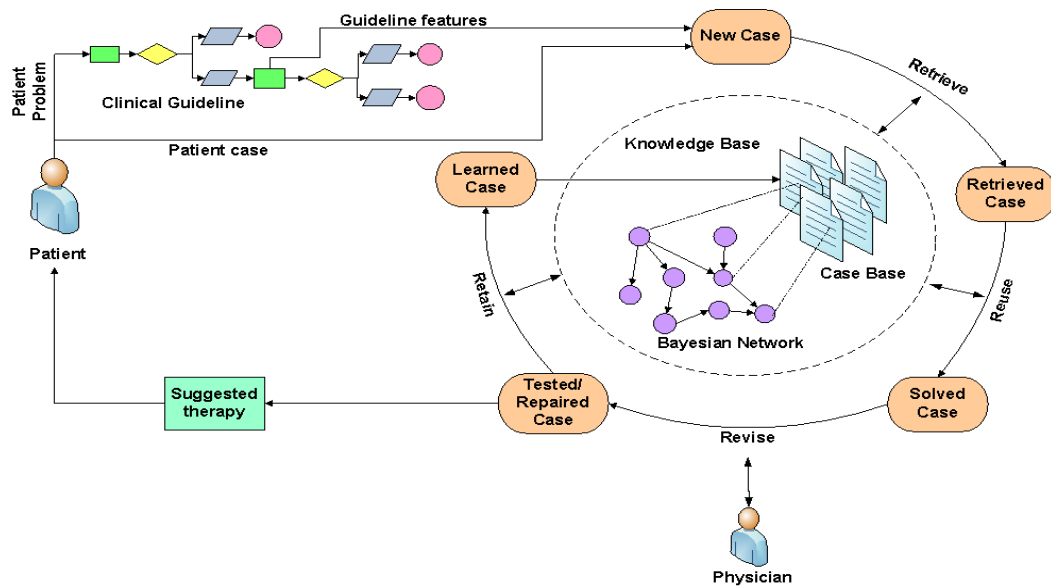 Guideline features
New Case
Patient
Problem
Clinical Guideline
Retrieve
Patient case
Knowledge Base
Learned
Case
Retrieved
Case
Patient
Case Base
Retain
Reuse
Bayesian Network
Suggested
therapy
Tested/
Repaired
Case
Solved
Case
Revise
Physician